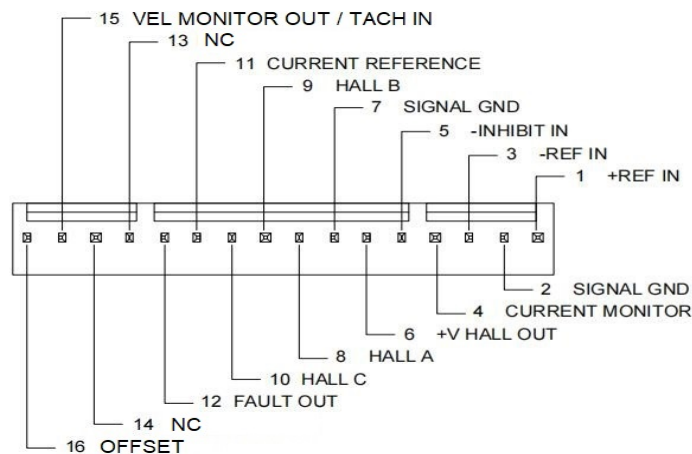 15 VEL MONITOR OUT / TACH IN
13 NC
11 CURRENT REFERENCE
9 HALL B
7 SIGNAL GND
5 -INHIBIT IN
3 -REF IN
1 +REF IN
2 SIGNAL GND
4 CURRENT MONITOR
6 +V HALL OUT
8 HALL A
10 HALL C
12 FAULT OUT
14 NC
16 OFFSET